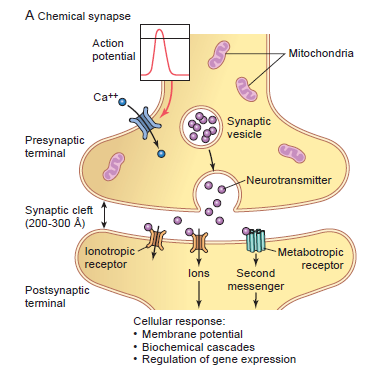 A Chemical synapse
Action
potential
Mitochondria
Ca++
Synaptic
vesicle
Presynaptic
terminal
Neurotransmitter
Synaptic cleft
(200-300 Å)
Ionotropic
receptor
Ions
Second
messenger
Metabotropic
receptor
Postsynaptic
terminal
Cellular response:
• Membrane potential
• Biochemical cascades
• Regulation of gene expression